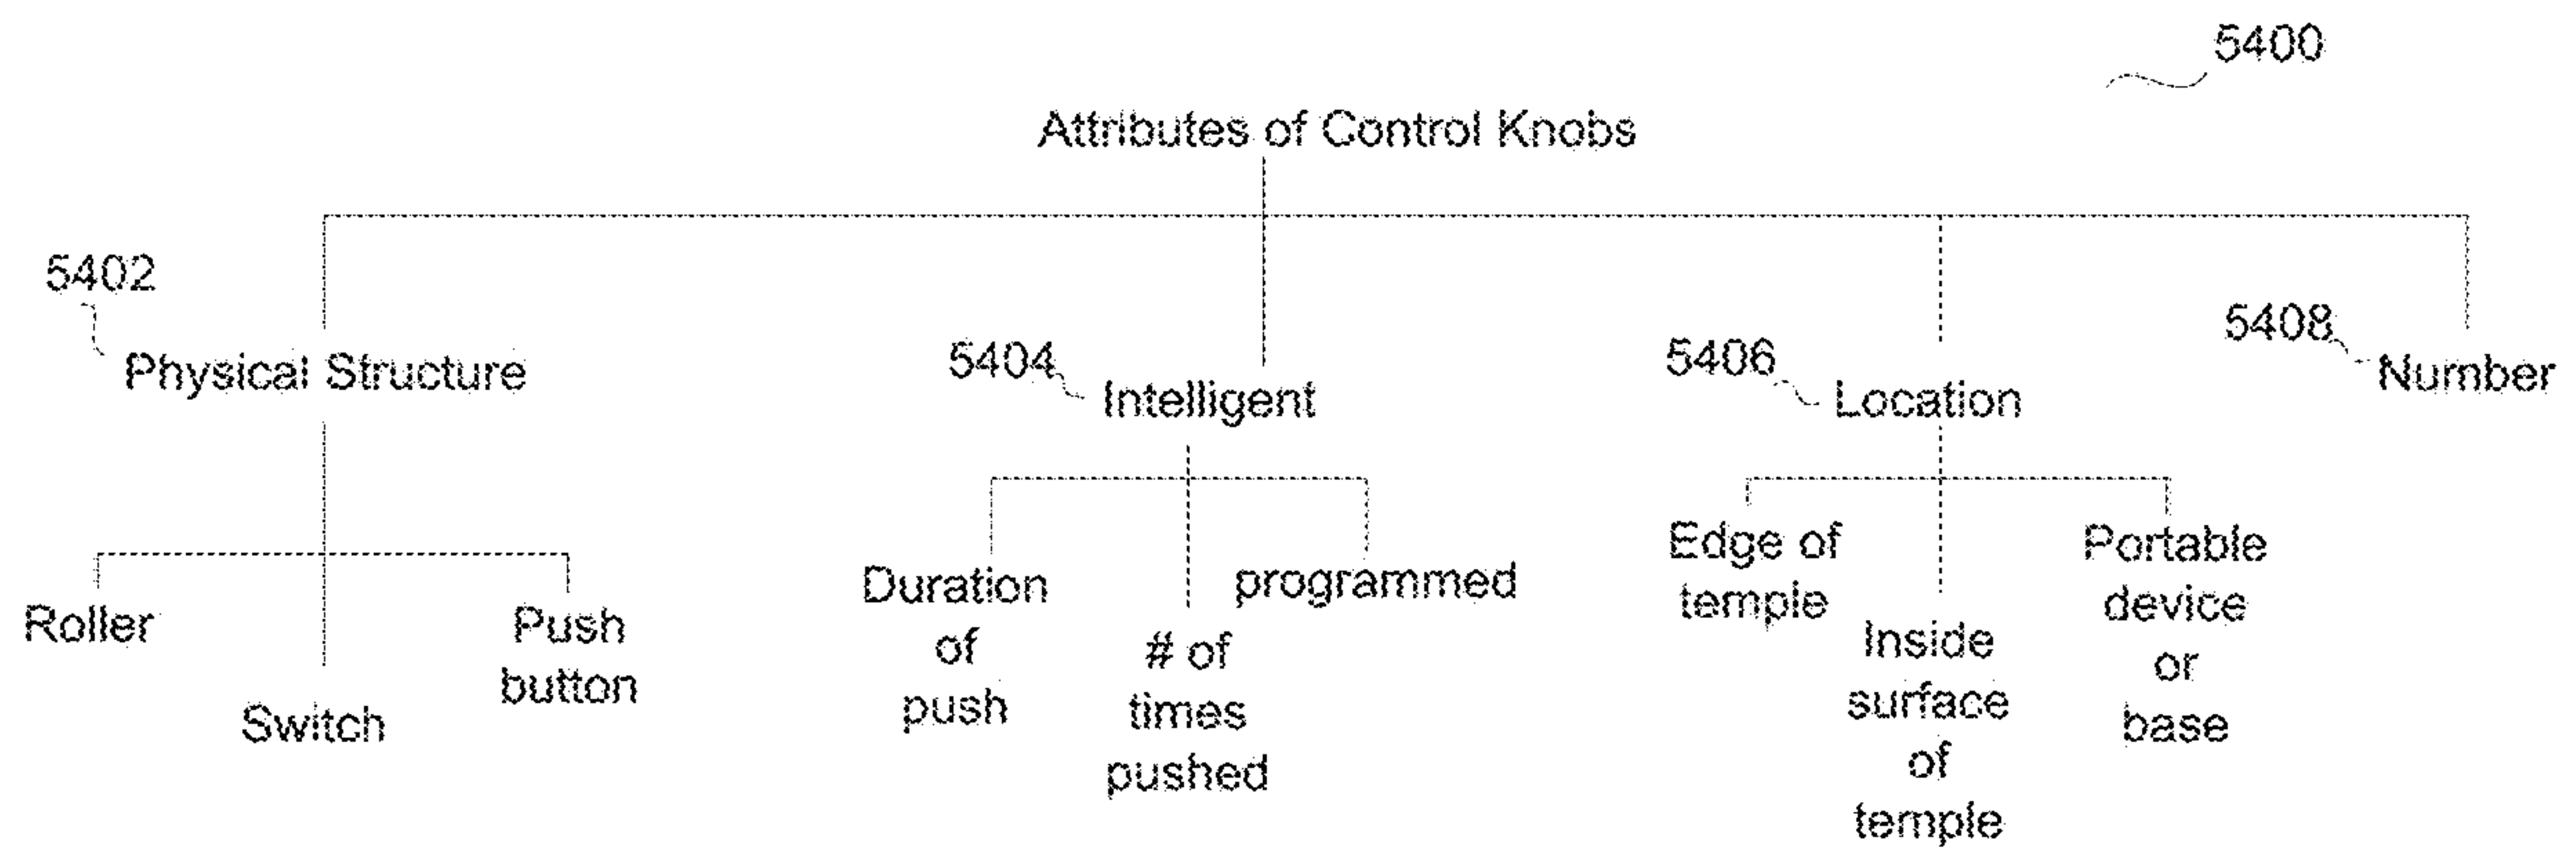 5400
Attributes of Control Knobs
5402
Physical Structure
5404
Intelligent
5406
Location
5408
Number
Roller
Switch
Push
button
Duration
of
push
# of
times
pushed
programmed
Edge of
temple
Inside
surface
of
temple
Portable
device
or
base